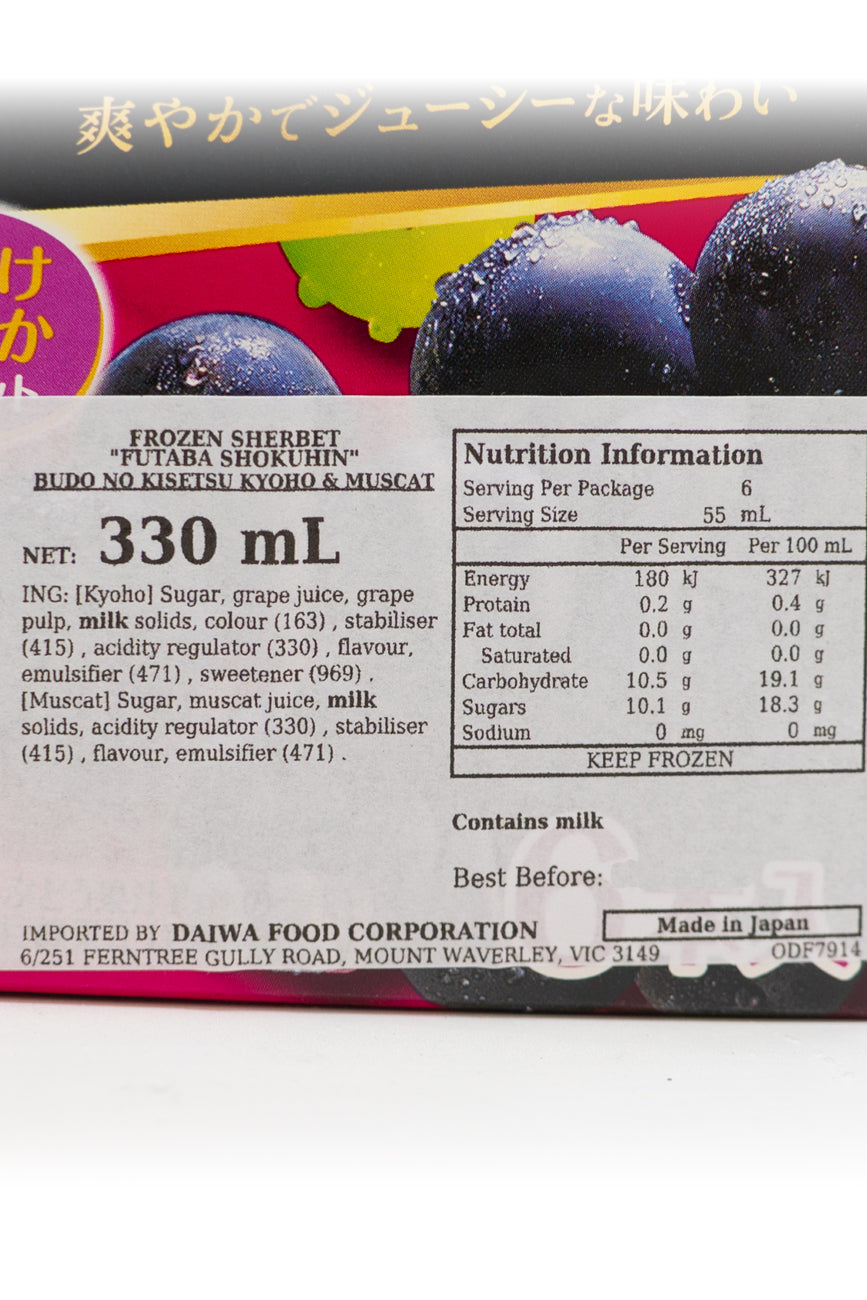 爽やかでジューシーな味わい
け
か
FROZEN SHERBET
"FUTABA SHOKUHIN"
BUDO NO KISETSU KYOHO & MUSCAT
NET: 330 mL
ING: [Kyoho] Sugar, grape juice, grape
pulp, milk solids, colour (163) , stabiliser
(415) , acidity regulator (330) , flavour,
emulsifier (471) , sweetener (969) .
[Muscat] Sugar, muscat juice, milk
solids, acidity regulator (330) , stabiliser
(415) , flavour, emulsifier (471) .
Nutrition Information
Serving Per Package 6
Serving Size 55 mL
Per Serving Per 100 mL
Energy 180 kJ 327 kJ
Protein 0.2 g 0.4 g
Fat total 0.0 g 0.0 g
Saturated 0.0 g 0.0 g
Carbohydrate 10.5 g 19.1 g
Sugars 10.1 g 18.3 g
Sodium 0 mg 0 mg
KEEP FROZEN
Contains milk
Best Before:
IMPORTED BY DAIWA FOOD CORPORATION
6/251 FERNTREE GULLY ROAD, MOUNT WAVERLEY, VIC 3149
Made in Japan
ODF7914